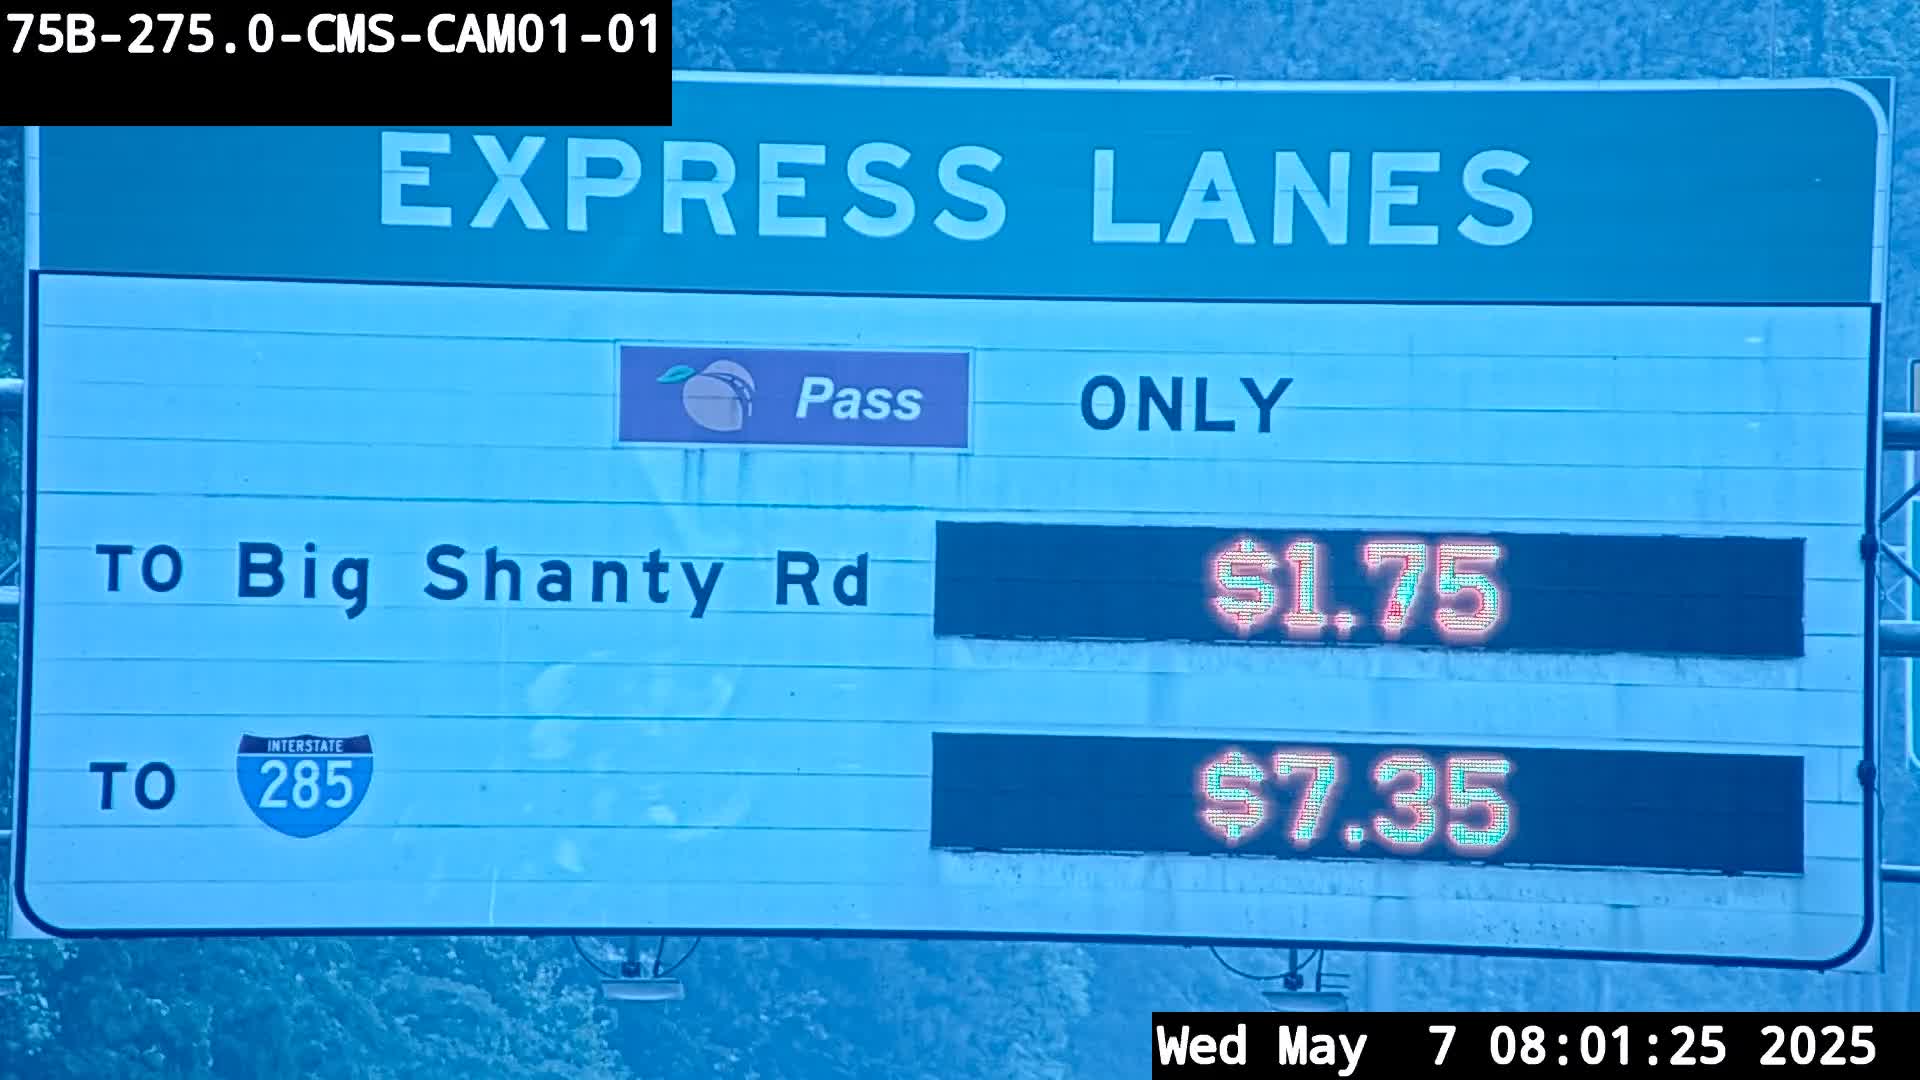 75B-275.0-CMS-CAM01-01
EXPRESS LANES
Pass ONLY
TO Big Shanty Rd $1.75
TO INTERSTATE 285 $7.35
Wed May 7 08:01:25 2025